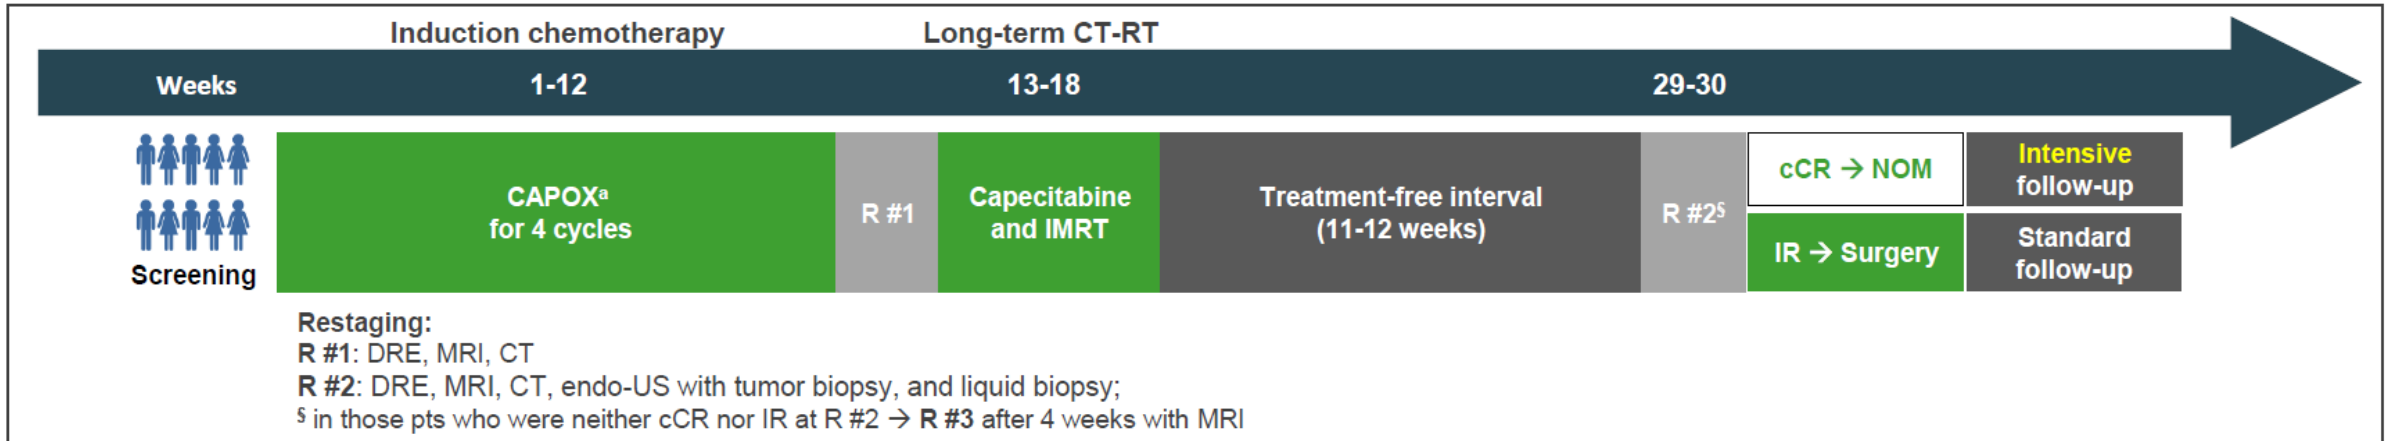 Induction chemotherapy
Long-term CT-RT
Weeks
1-12
13-18
29-30
Screening
CAPOXᵃ
for 4 cycles
R #1
Capecitabine
and IMRT
Treatment-free interval
(11-12 weeks)
R #2§
cCR → NOM
IR → Surgery
Intensive
follow-up
Standard
follow-up
Restaging:
R #1: DRE, MRI, CT
R #2: DRE, MRI, CT, endo-US with tumor biopsy, and liquid biopsy;
§ in those pts who were neither cCR nor IR at R #2 → R #3 after 4 weeks with MRI